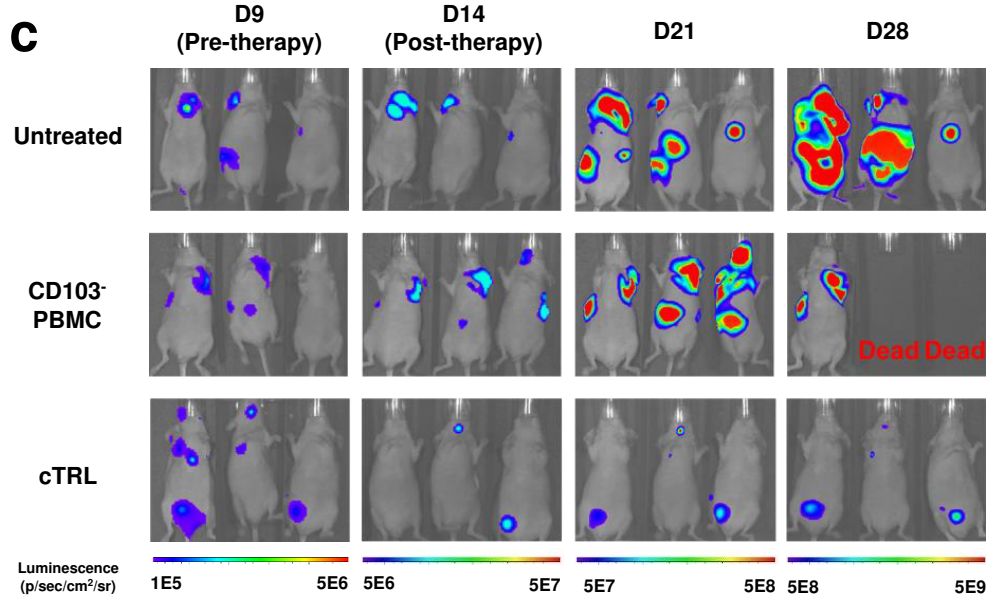 c
D9
(Pre-therapy)
D14
(Post-therapy)
D21
D28
Untreated
CD103⁻
PBMC
Dead Dead
cTRL
Luminescence
(p/sec/cm²/sr)
1E5 5E6
5E6 5E7
5E7 5E8
5E8 5E9